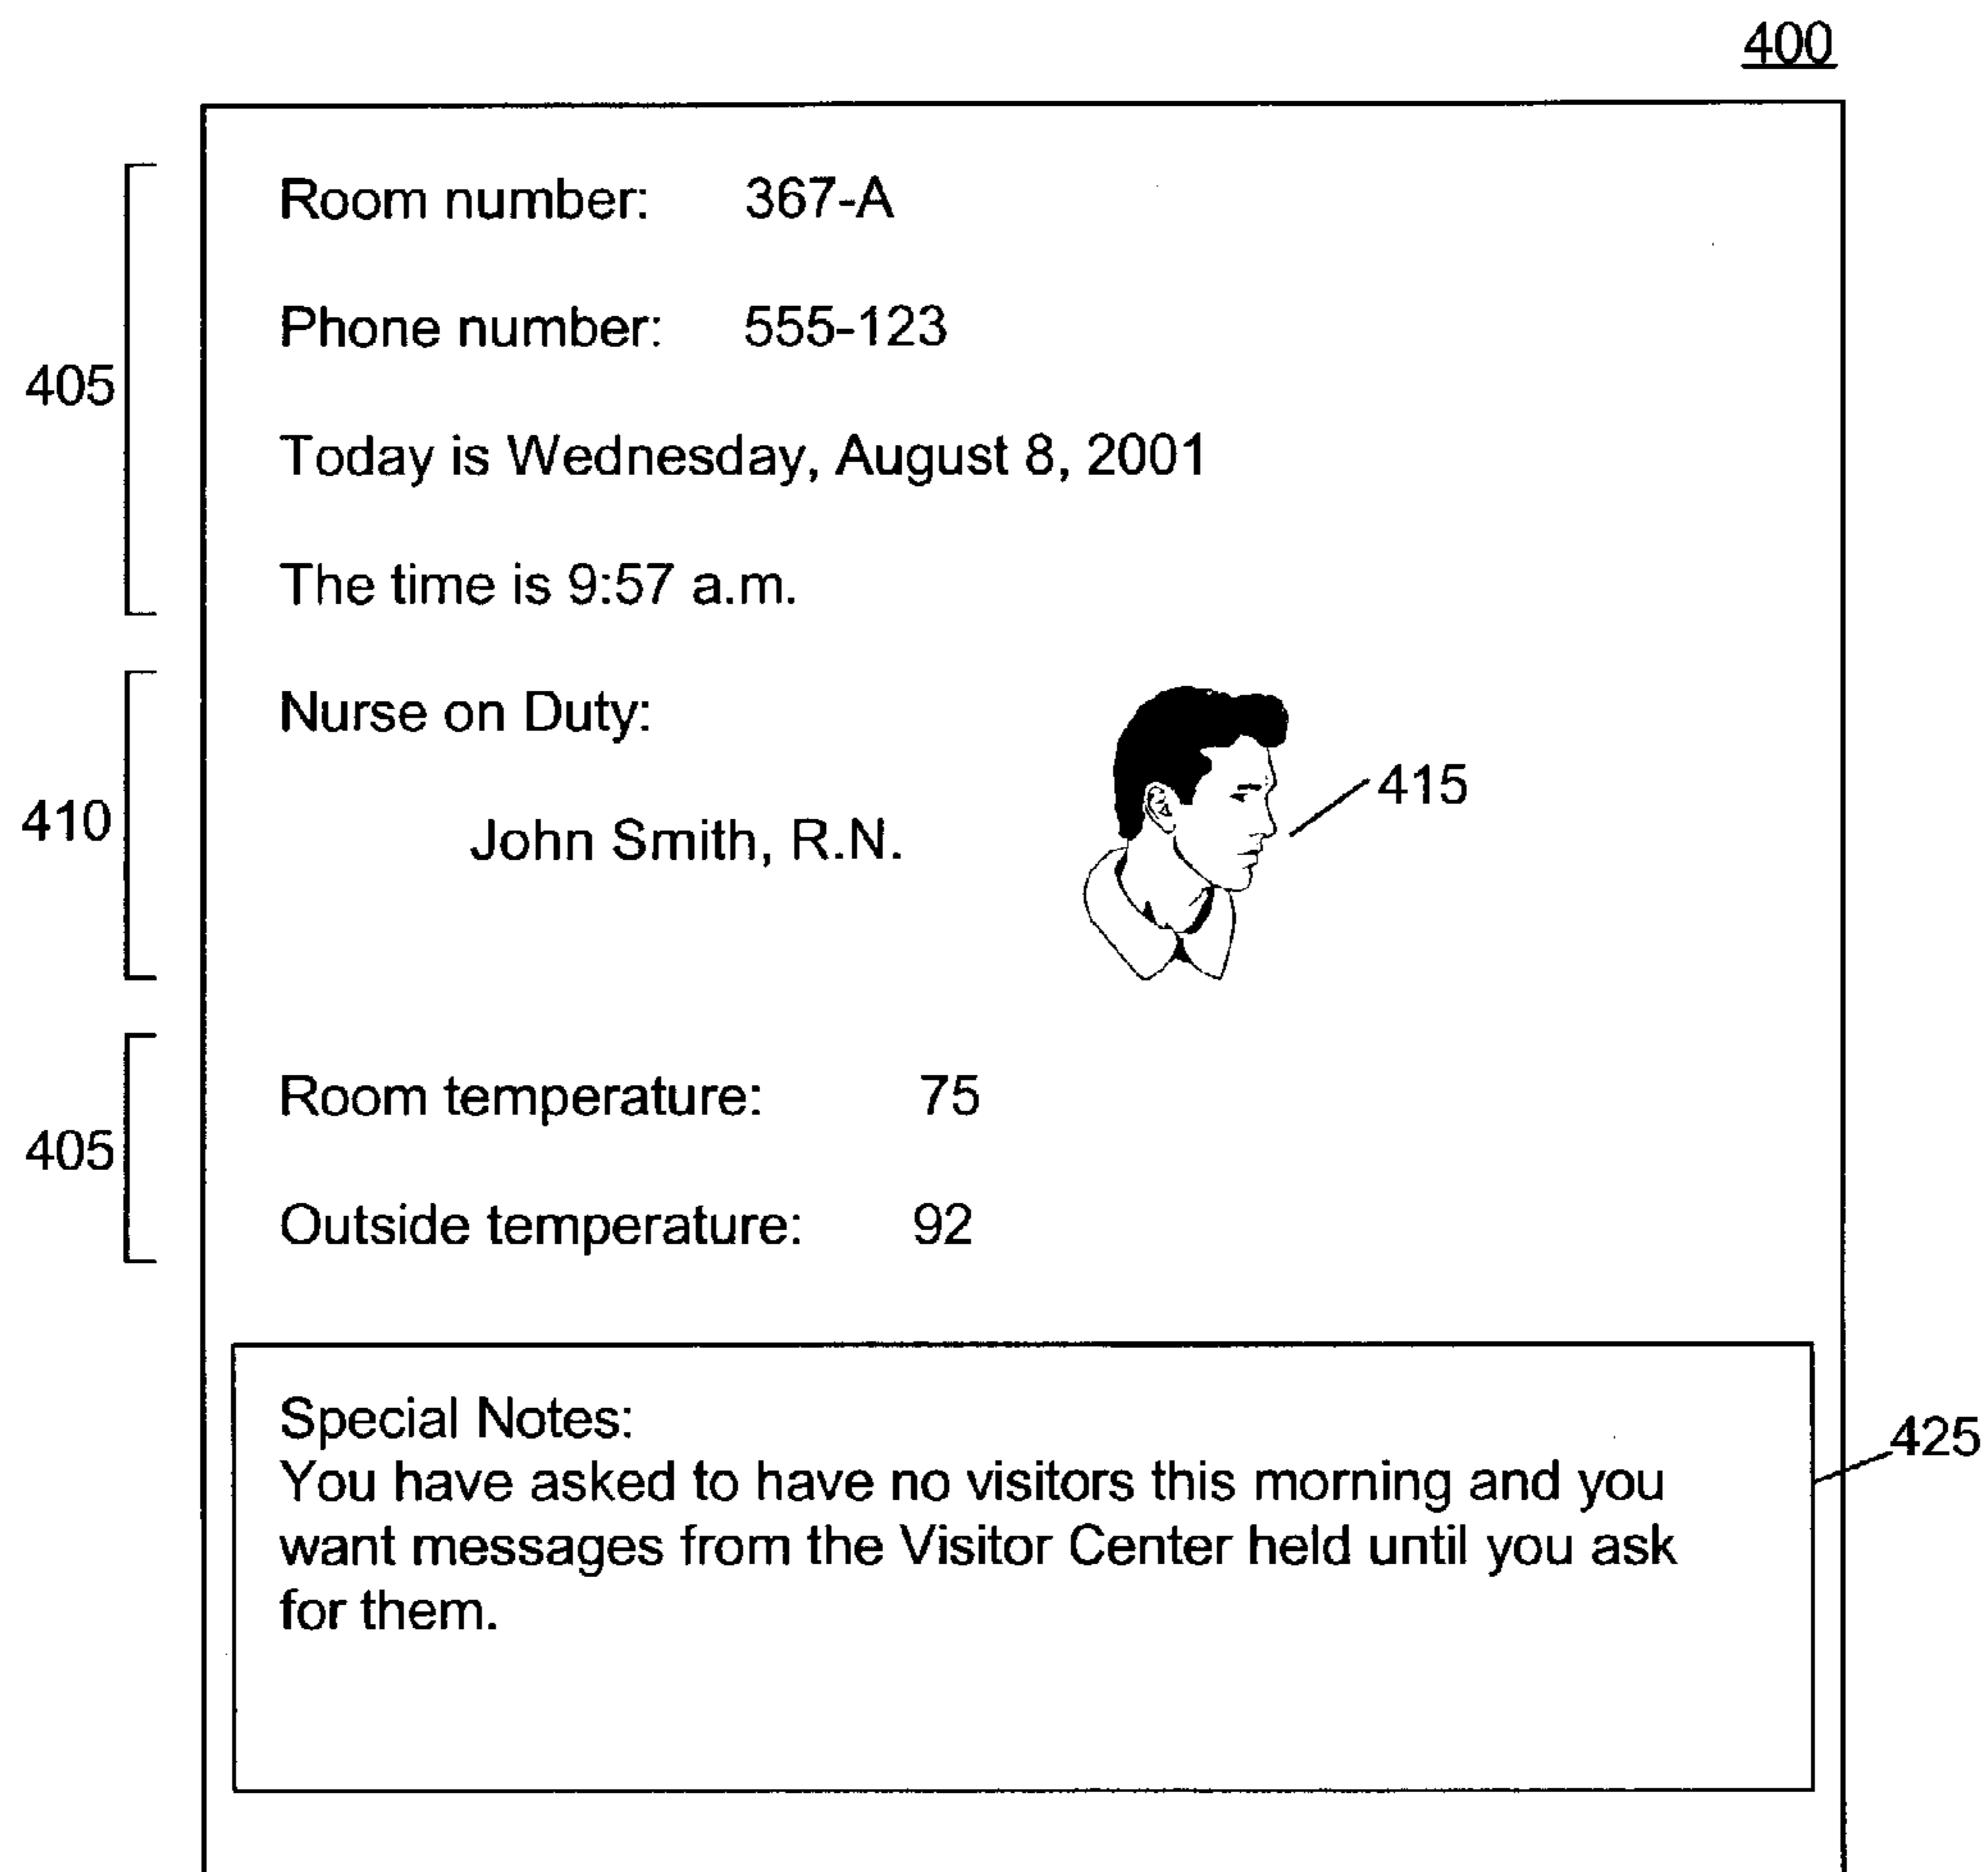 400
Room number: 367-A
Phone number: 555-123
405
Today is Wednesday, August 8, 2001
The time is 9:57 a.m.
Nurse on Duty:
415
410
John Smith, R.N.
Room temperature: 75
405
Outside temperature: 92
Special Notes:
425
You have asked to have no visitors this morning and you
want messages from the Visitor Center held until you ask
for them.